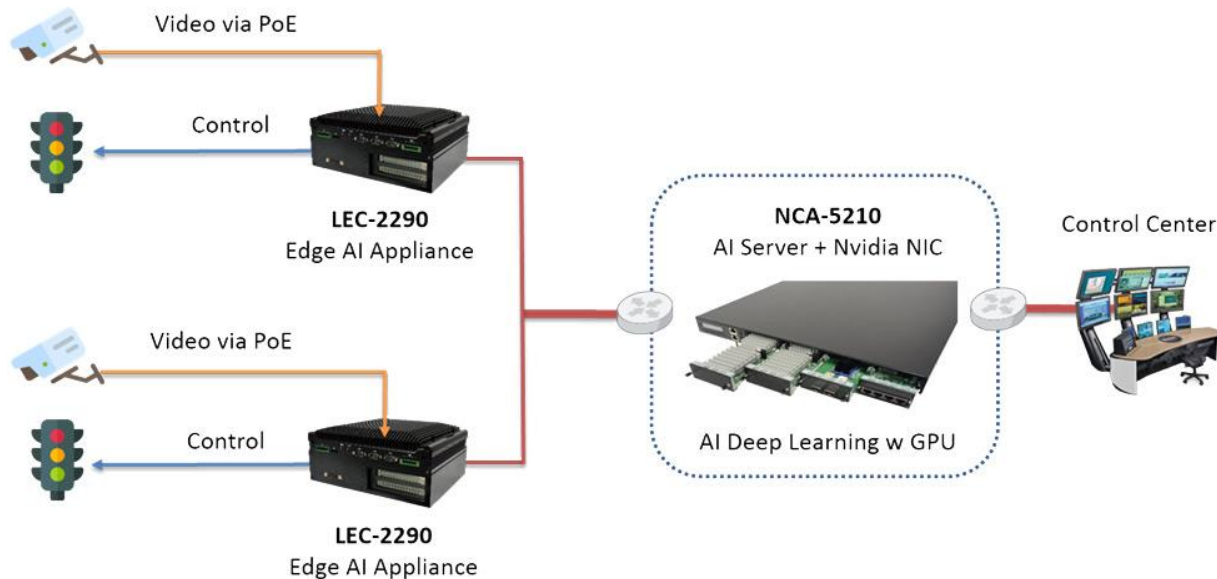 Video via PoE
Control
LEC-2290
Edge AI Appliance
Video via PoE
Control
LEC-2290
Edge AI Appliance
NCA-5210
AI Server + Nvidia NIC
AI Deep Learning w GPU
Control Center